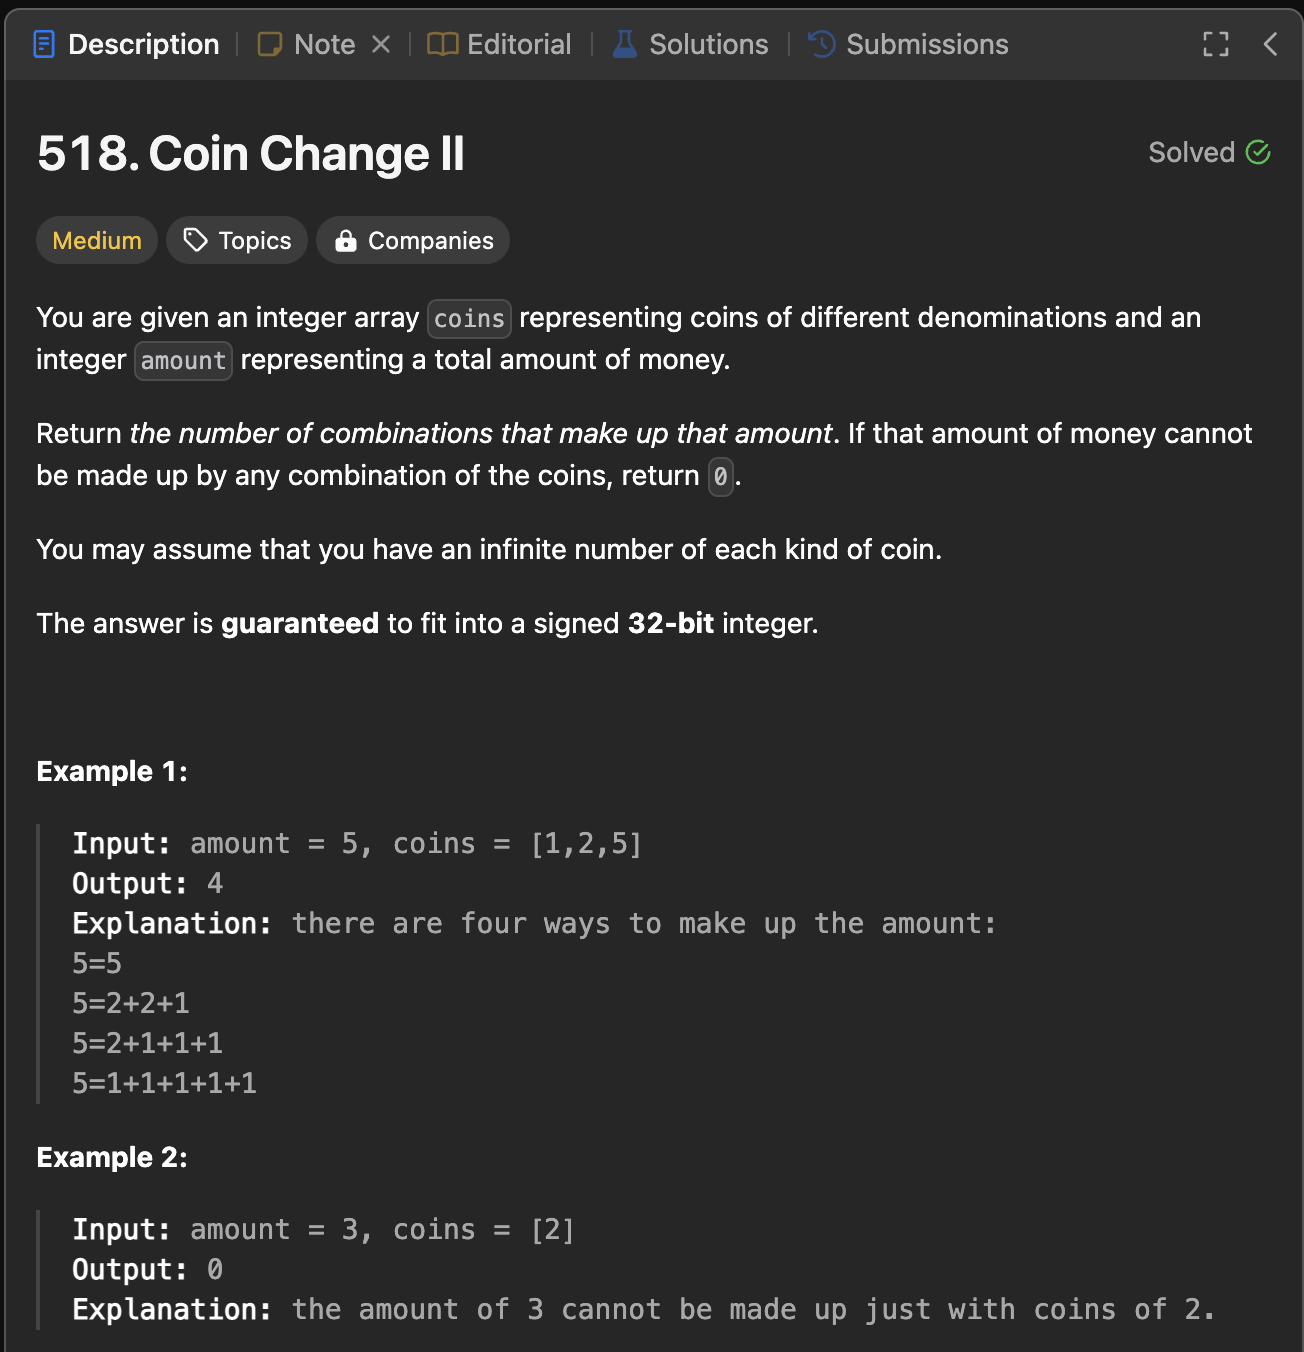 Description Note Editorial Solutions Submissions
518. Coin Change II
Solved
Medium Topics Companies
You are given an integer array coins representing coins of different denominations and an
integer amount representing a total amount of money.
Return the number of combinations that make up that amount. If that amount of money cannot
be made up by any combination of the coins, return 0.
You may assume that you have an infinite number of each kind of coin.
The answer is guaranteed to fit into a signed 32-bit integer.
Example 1:
Input: amount = 5, coins = [1,2,5]
Output: 4
Explanation: there are four ways to make up the amount:
5=5
5=2+2+1
5=2+1+1+1
5=1+1+1+1+1
Example 2:
Input: amount = 3, coins = [2]
Output: 0
Explanation: the amount of 3 cannot be made up just with coins of 2.